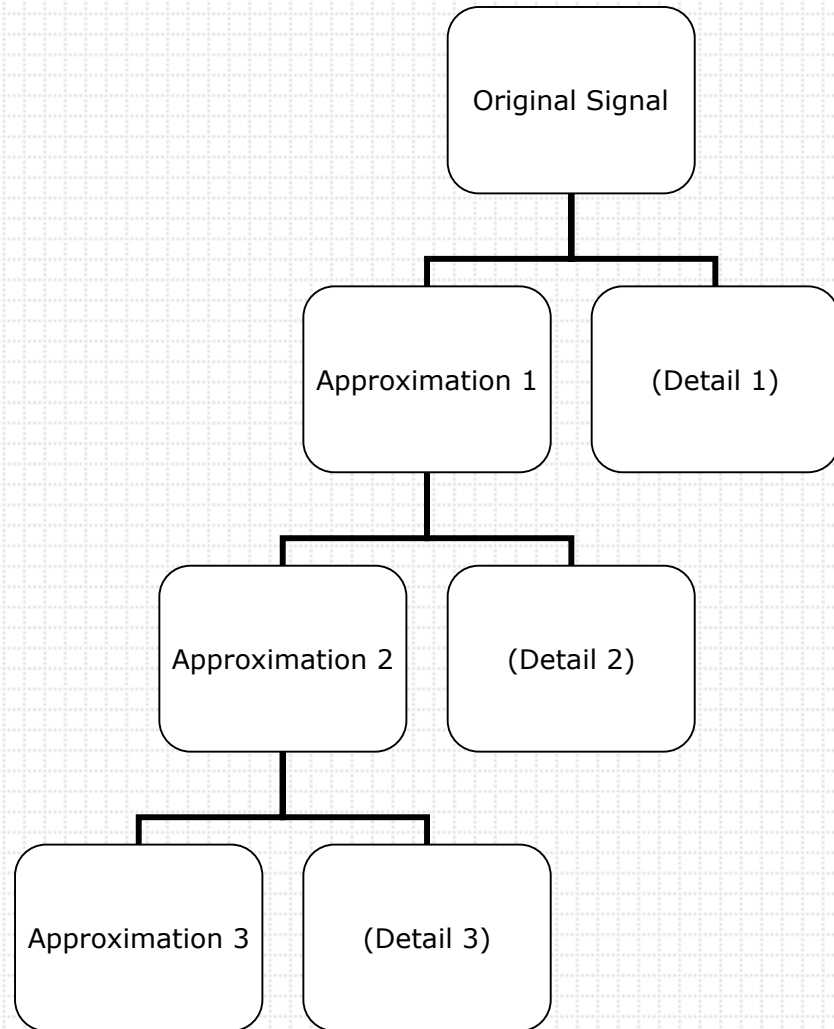 Original Signal
Approximation 1
(Detail 1)
Approximation 2
(Detail 2)
Approximation 3
(Detail 3)